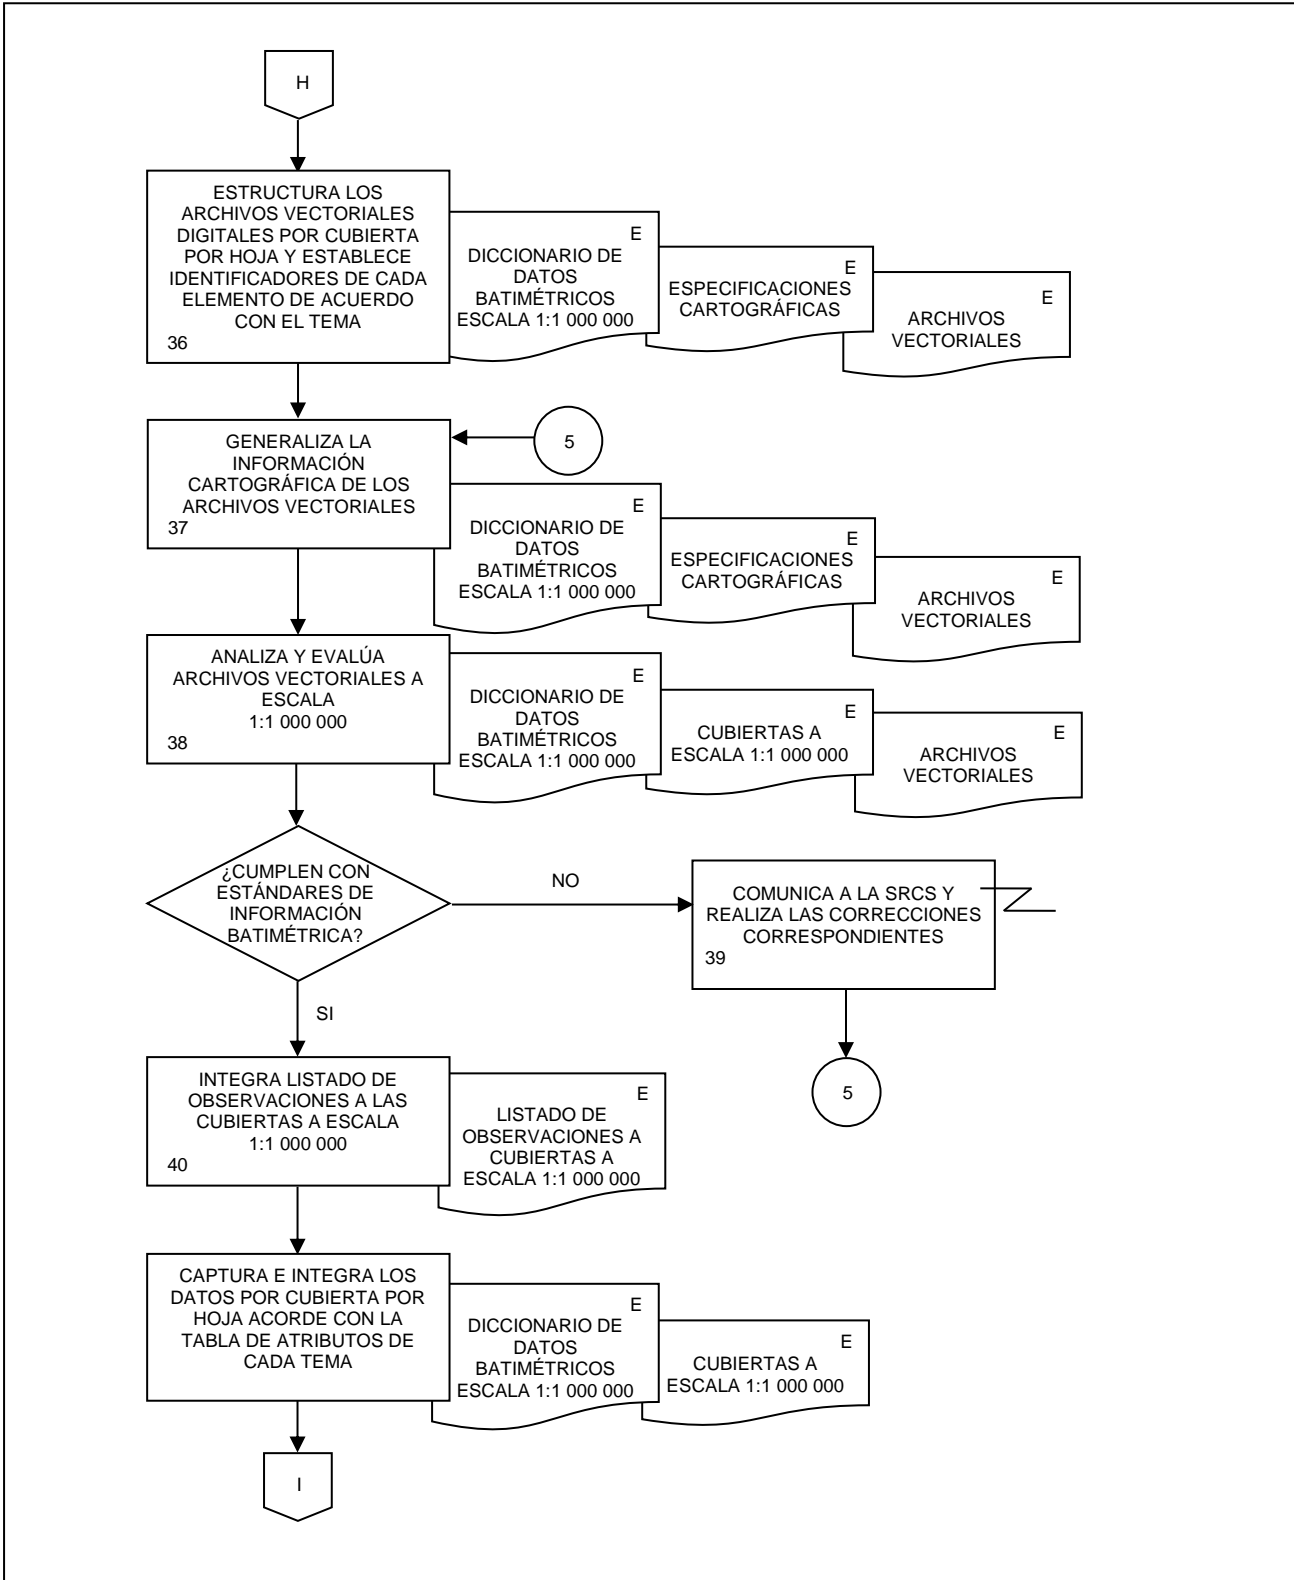 H
ESTRUCTURA LOS
ARCHIVOS VECTORIALES
DIGITALES POR CUBIERTA
POR HOJA Y ESTABLECE
IDENTIFICADORES DE CADA
ELEMENTO DE ACUERDO
CON EL TEMA
36
E
DICCIONARIO DE
DATOS
BATIMÉTRICOS
ESCALA 1:1 000 000
E
ESPECIFICACIONES
CARTOGRÁFICAS
E
ARCHIVOS
VECTORIALES
GENERALIZA LA
INFORMACIÓN
CARTOGRÁFICA DE LOS
ARCHIVOS VECTORIALES
37
5
E
DICCIONARIO DE
DATOS
BATIMÉTRICOS
ESCALA 1:1 000 000
E
ESPECIFICACIONES
CARTOGRÁFICAS
E
ARCHIVOS
VECTORIALES
ANALIZA Y EVALÚA
ARCHIVOS VECTORIALES A
ESCALA
1:1 000 000
38
E
DICCIONARIO DE
DATOS
BATIMÉTRICOS
ESCALA 1:1 000 000
E
CUBIERTAS A
ESCALA 1:1 000 000
E
ARCHIVOS
VECTORIALES
¿CUMPLEN CON
ESTÁNDARES DE
INFORMACIÓN
BATIMÉTRICA?
NO
COMUNICA A LA SRCS Y
REALIZA LAS CORRECCIONES
CORRESPONDIENTES
39
5
SI
INTEGRA LISTADO DE
OBSERVACIONES A LAS
CUBIERTAS A ESCALA
1:1 000 000
40
E
LISTADO DE
OBSERVACIONES A
CUBIERTAS A
ESCALA 1:1 000 000
CAPTURA E INTEGRA LOS
DATOS POR CUBIERTA POR
HOJA ACORDE CON LA
TABLA DE ATRIBUTOS DE
CADA TEMA
E
DICCIONARIO DE
DATOS
BATIMÉTRICOS
ESCALA 1:1 000 000
E
CUBIERTAS A
ESCALA 1:1 000 000
I